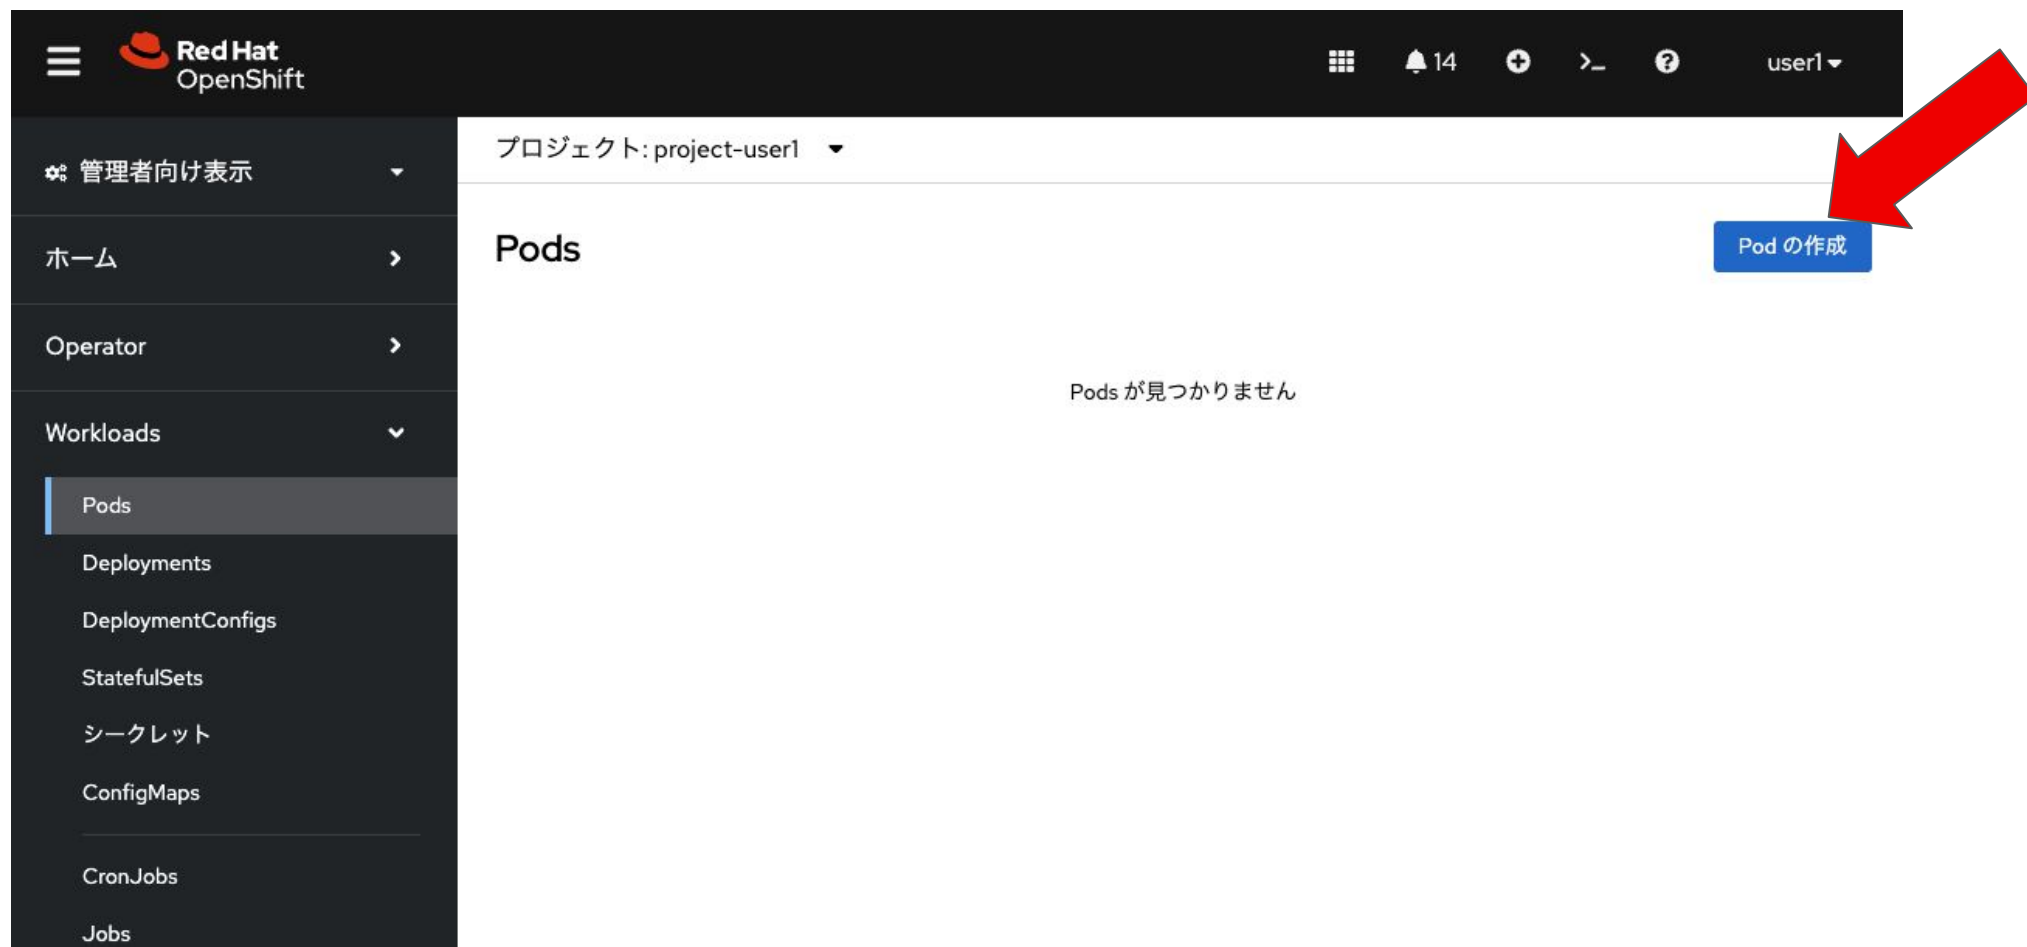 Red Hat
OpenShift
14
user1
管理者向け表示
プロジェクト: project-user1
ホーム
Pods
Pod の作成
Operator
Pods が見つかりません
Workloads
Pods
Deployments
DeploymentConfigs
StatefulSets
シークレット
ConfigMaps
CronJobs
Jobs